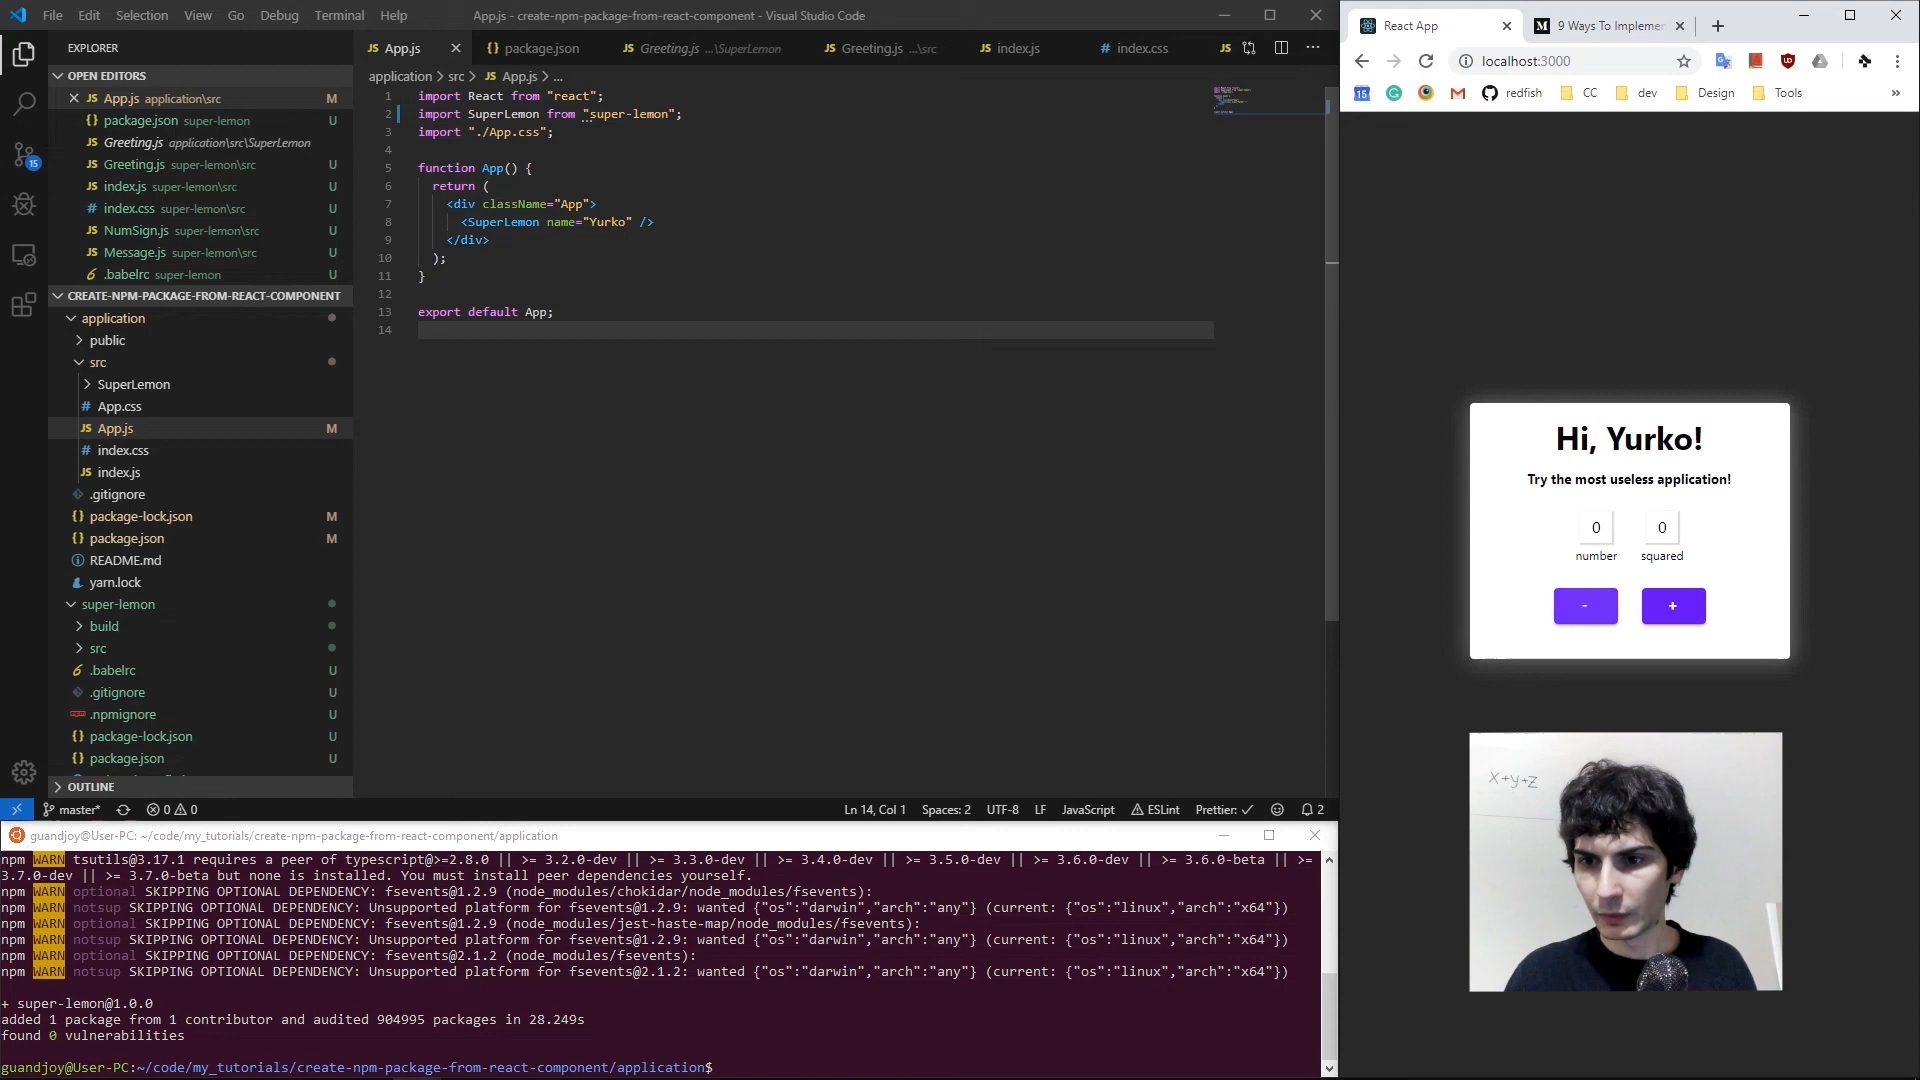 File Edit Selection View Go Debug Terminal Help
App.js - create-npm-package-from-react-component - Visual Studio Code
EXPLORER
OPEN EDITORS
App.js application\src M
package.json super-lemon
Greeting.js application\src\SuperLemon
Greeting.js super-lemon\src U
index.js super-lemon\src U
index.css super-lemon\src U
NumSign.js super-lemon\src U
Message.js super-lemon\src U
.babelrc super-lemon U
CREATE-NPM-PACKAGE-FROM-REACT-COMPONENT
application
public
src
SuperLemon
App.css
App.js M
index.css
index.js
.gitignore
package-lock.json M
package.json M
README.md
yarn.lock
super-lemon
build
src
.babelrc U
.gitignore U
.npmignore U
package-lock.json U
package.json U
OUTLINE
15
JS App.js {} package.json JS Greeting.js ...\SuperLemon JS Greeting.js ...\src JS index.js # index.css JS
application > src > JS App.js > ...
1 import React from "react";
2 import SuperLemon from "super-lemon";
3 import "./App.css";
4
5 function App() {
6 return (
7 <div className="App">
8 <SuperLemon name="Yurko" />
9 </div>
10 );
11 }
12
13 export default App;
14
master* 0 0 Ln 14, Col 1 Spaces: 2 UTF-8 LF JavaScript ESLint Prettier: ✓ 2
guandjoy@User-PC: ~/code/my_tutorials/create-npm-package-from-react-component/application
npm WARN tsutils@3.17.1 requires a peer of typescript@>=2.8.0 || >= 3.2.0-dev || >= 3.3.0-dev || >= 3.4.0-dev || >= 3.5.0-dev || >= 3.6.0-dev || >= 3.6.0-beta || >=
3.7.0-dev || >= 3.7.0-beta but none is installed. You must install peer dependencies yourself.
npm WARN optional SKIPPING OPTIONAL DEPENDENCY: fsevents@1.2.9 (node_modules/chokidar/node_modules/fsevents):
npm WARN notsup SKIPPING OPTIONAL DEPENDENCY: Unsupported platform for fsevents@1.2.9: wanted {"os":"darwin","arch":"any"} (current: {"os":"linux","arch":"x64"})
npm WARN optional SKIPPING OPTIONAL DEPENDENCY: fsevents@1.2.9 (node_modules/jest-haste-map/node_modules/fsevents):
npm WARN notsup SKIPPING OPTIONAL DEPENDENCY: Unsupported platform for fsevents@1.2.9: wanted {"os":"darwin","arch":"any"} (current: {"os":"linux","arch":"x64"})
npm WARN optional SKIPPING OPTIONAL DEPENDENCY: fsevents@2.1.2 (node_modules/fsevents):
npm WARN notsup SKIPPING OPTIONAL DEPENDENCY: Unsupported platform for fsevents@2.1.2: wanted {"os":"darwin","arch":"any"} (current: {"os":"linux","arch":"x64"})
+ super-lemon@1.0.0
added 1 package from 1 contributor and audited 904995 packages in 28.249s
found 0 vulnerabilities
guandjoy@User-PC:~/code/my_tutorials/create-npm-package-from-react-component/application$
React App 9 Ways To Implemen
localhost:3000
15 redfish CC dev Design Tools
Hi, Yurko!
Try the most useless application!
0 0
number squared
- +
x+y+z